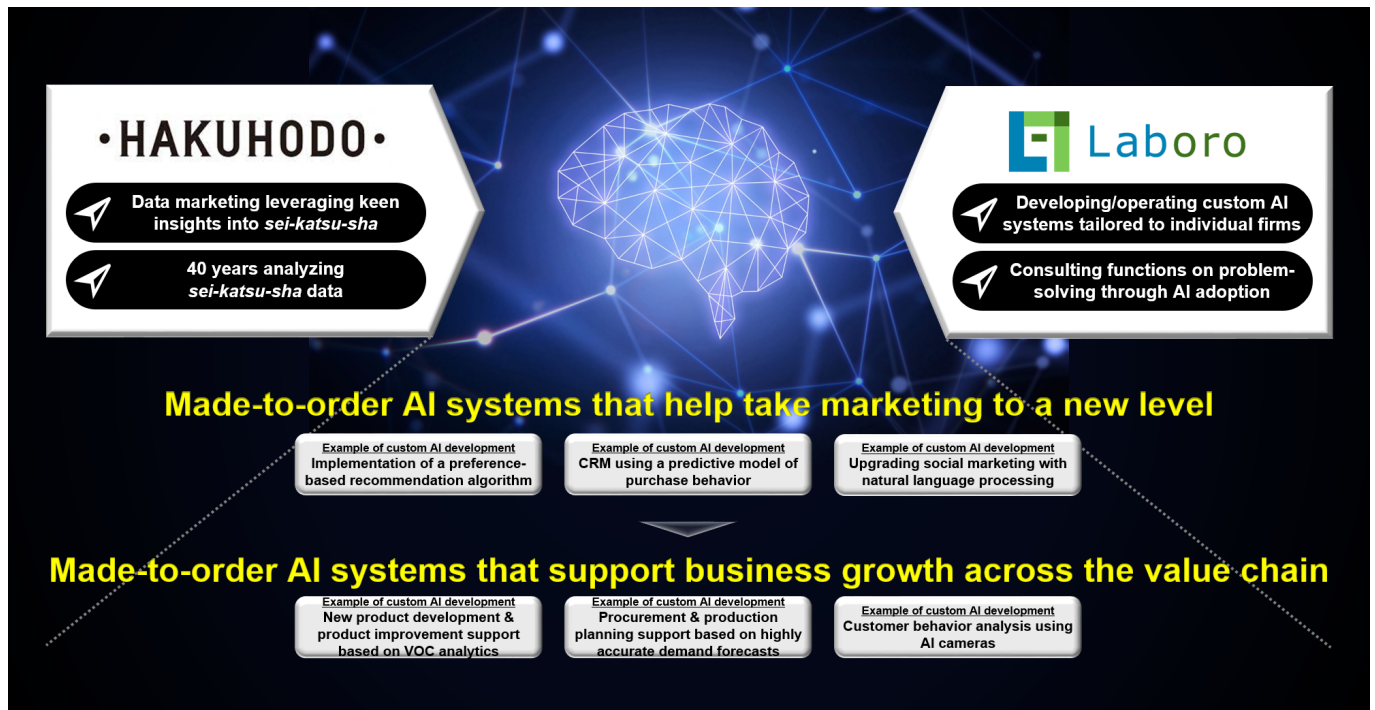 ·HAKUHODO·
Data marketing leveraging keen
insights into sei-katsu-sha
40 years analyzing
sei-katsu-sha data
Laboro
Developing/operating custom AI
systems tailored to individual firms
Consulting functions on problem-
solving through AI adoption
Made-to-order AI systems that help take marketing to a new level
Example of custom AI development
Implementation of a preference-
based recommendation algorithm
Example of custom AI development
CRM using a predictive model of
purchase behavior
Example of custom AI development
Upgrading social marketing with
natural language processing
Made-to-order AI systems that support business growth across the value chain
Example of custom AI development
New product development &
product improvement support
based on VOC analytics
Example of custom AI development
Procurement & production
planning support based on highly
accurate demand forecasts
Example of custom AI development
Customer behavior analysis using
AI cameras